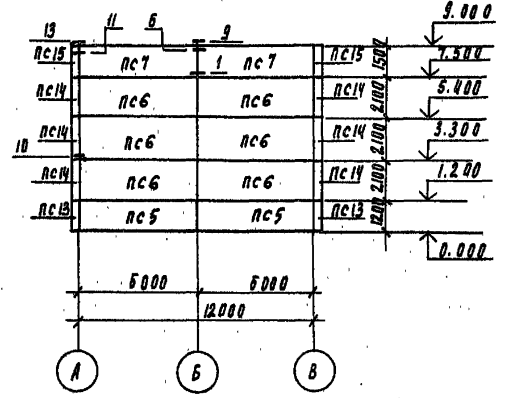 13 11 6 9 9.000
ПС15 ПС7 1 ПС7 ПС15 1500 7.500
ПС14 ПС6 ПС6 ПС14 2100 5.400
ПС14 ПС6 ПС6 ПС14 2100 3.300
10
ПС14 ПС6 ПС6 ПС14 2100 1.200
ПС13 ПС5 ПС5 ПС13 1200
0.000
6000 6000
12000
А Б В